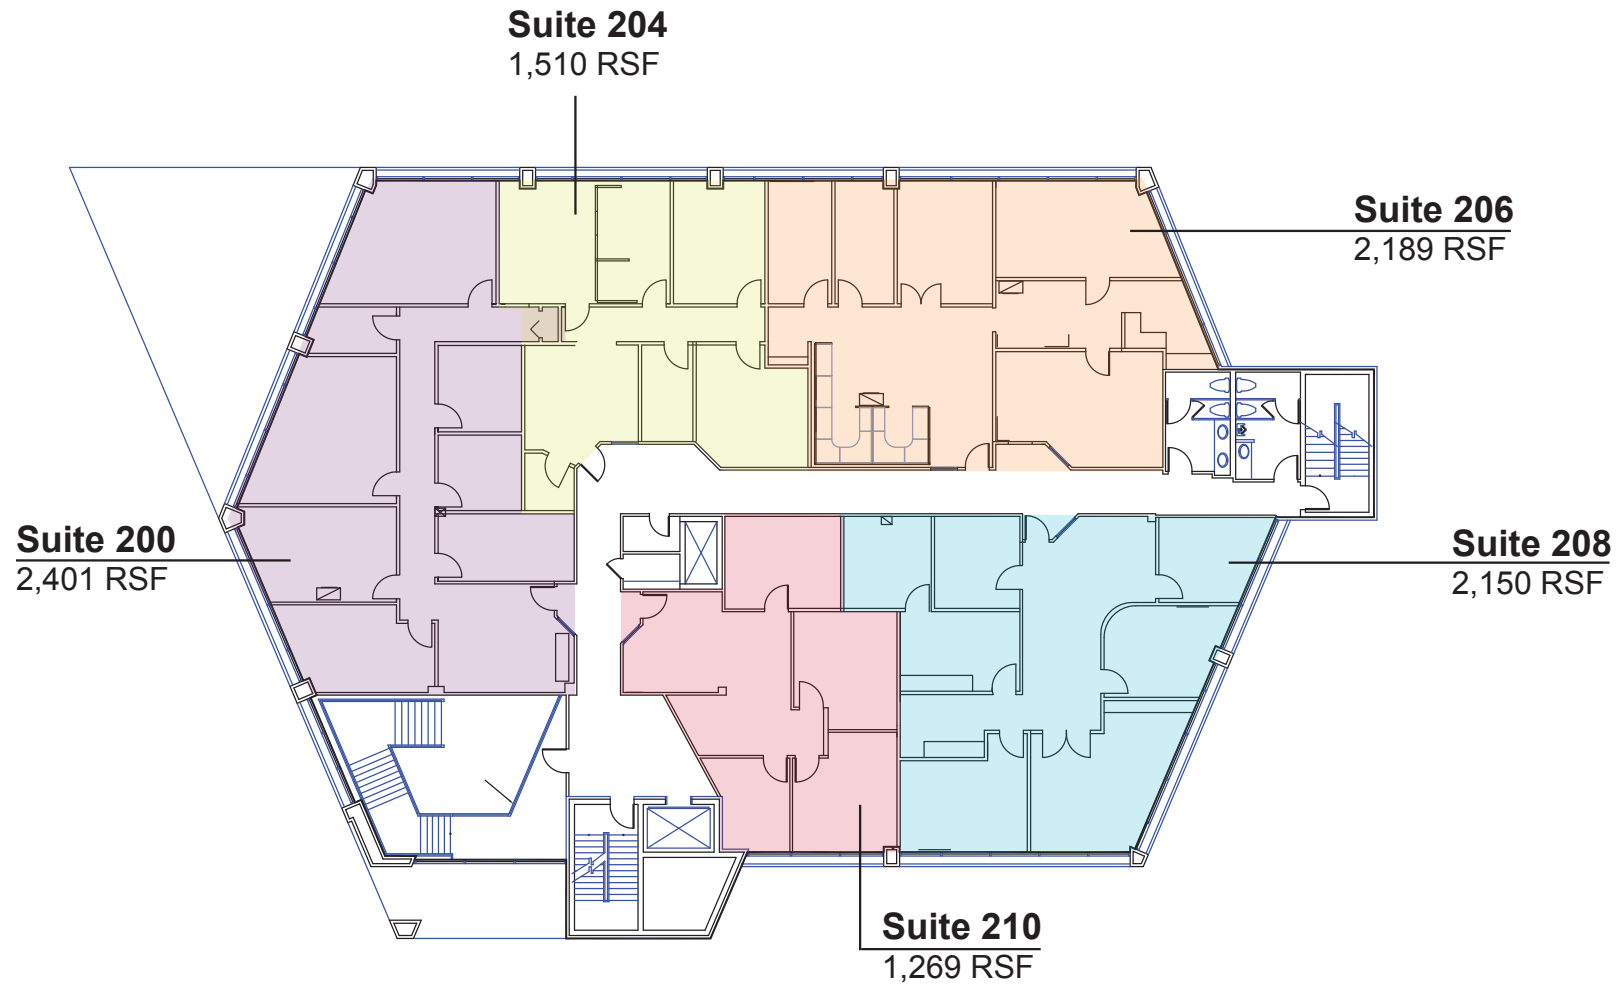 Suite 204
1,510 RSF
Suite 206
2,189 RSF
Suite 200
2,401 RSF
Suite 208
2,150 RSF
Suite 210
1,269 RSF